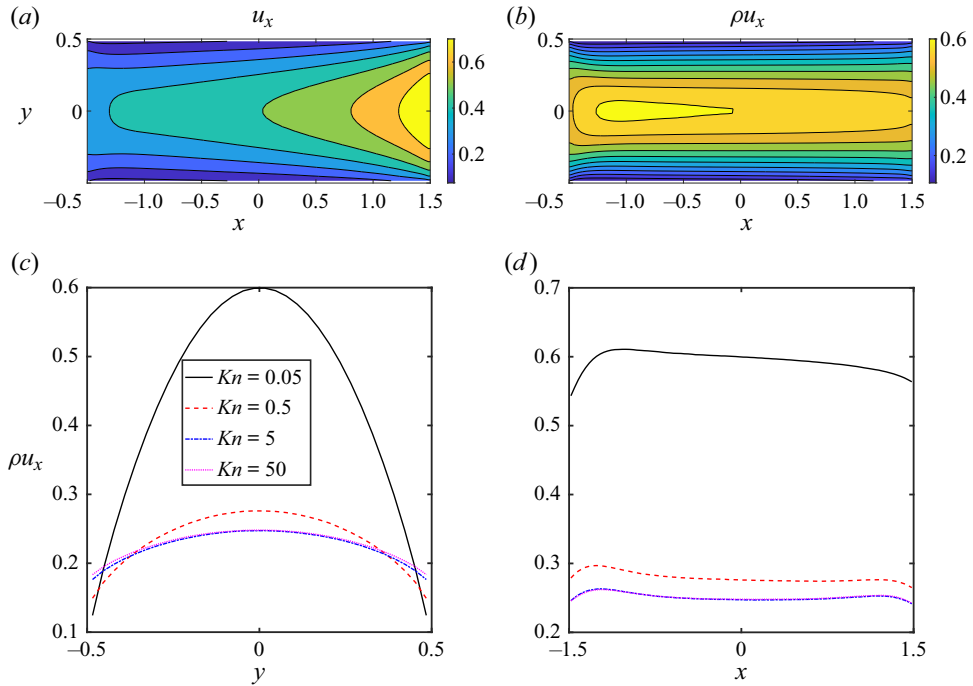 (a) u_x (b) ρu_x
0.5 0.5
0.6 0.6
y 0 0.4 0 0.4
0.2 0.2
–0.5 –1.0 –0.5 0 0.5 1.0 1.5 –0.5 –1.0 –0.5 0 0.5 1.0 1.5
x x
(c) (d)
0.6 0.7
0.5 0.6
Kn = 0.05
Kn = 0.5
Kn = 5
Kn = 50
0.4 0.5
ρu_x
0.3 0.4
0.2 0.3
0.1 0.2
–0.5 0 0.5 –1.5 0 1.5
y x